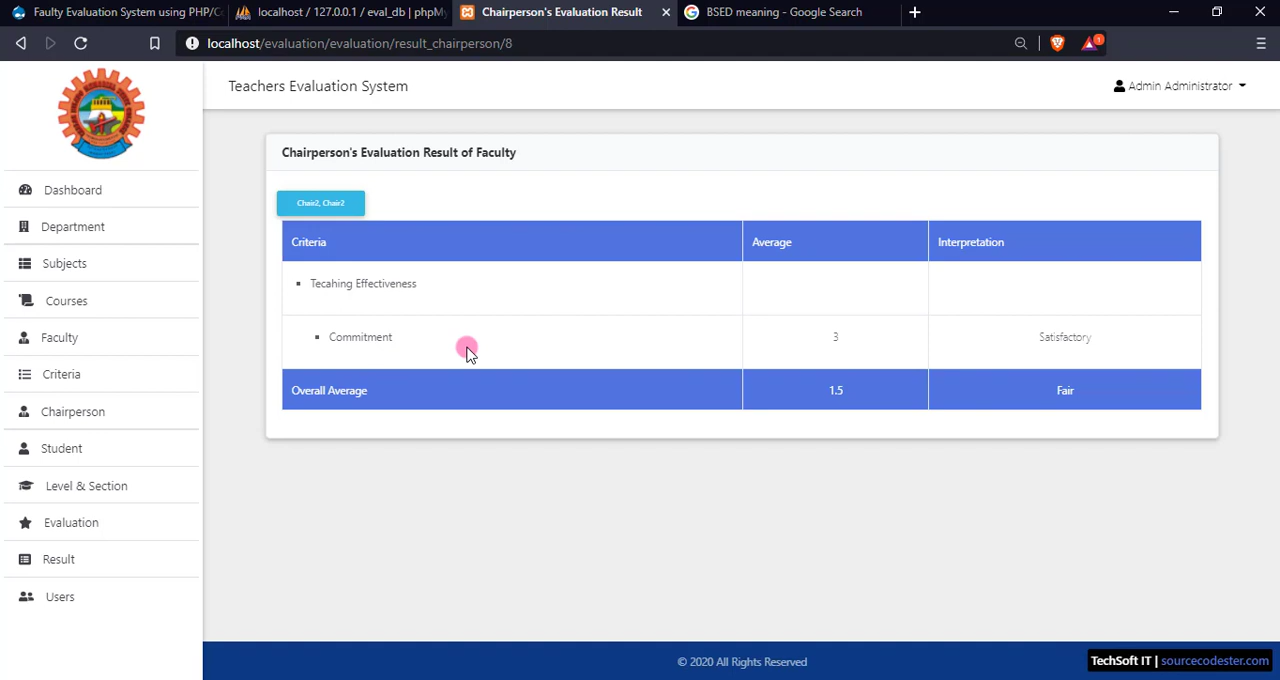 Faulty Evaluation System using PHP/C
localhost / 127.0.0.1 / eval_db | phpMy
Chairperson's Evaluation Result
BSED meaning - Google Search
localhost/evaluation/evaluation/result_chairperson/8
1
Teachers Evaluation System
Admin Administrator
Dashboard
Department
Subjects
Courses
Faculty
Criteria
Chairperson
Student
Level & Section
Evaluation
Result
Users
Chairperson's Evaluation Result of Faculty
Chair2, Chair2
Criteria Average Interpretation
Tecahing Effectiveness
Commitment 3 Satisfactory
Overall Average 1.5 Fair
© 2020 All Rights Reserved
TechSoft IT | sourcecodester.com